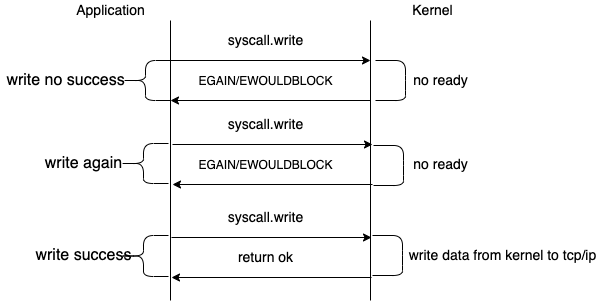 Application
Kernel
syscall.write
write no success
EGAIN/EWOULDBLOCK
no ready
syscall.write
write again
EGAIN/EWOULDBLOCK
no ready
syscall.write
write success
return ok
write data from kernel to tcp/ip